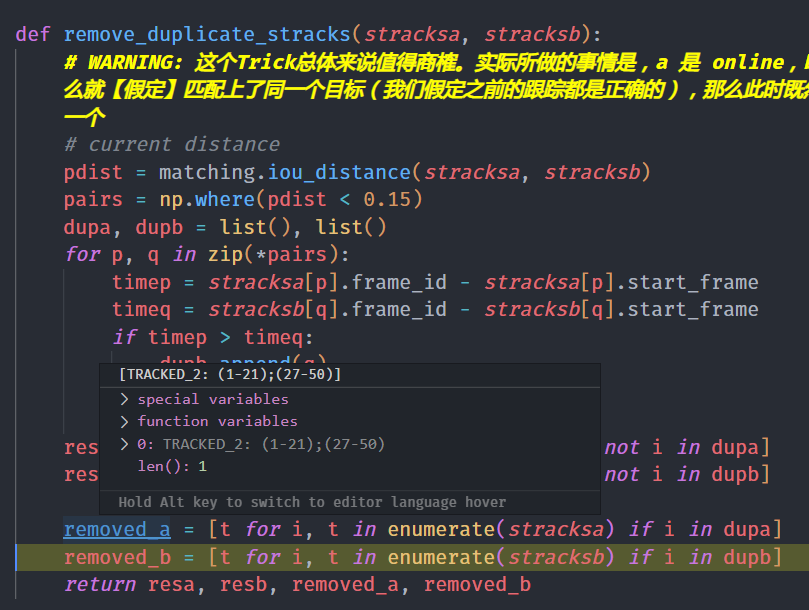 def remove_duplicate_stracks(stracksa, stracksb):
# WARNING: 这个Trick总体来说值得商榷。实际所做的事情是，a 是 online，
么就【假定】匹配上了同一个目标（我们假定之前的跟踪都是正确的），那么此时既
一个
# current distance
pdist = matching.iou_distance(stracksa, stracksb)
pairs = np.where(pdist < 0.15)
dupa, dupb = list(), list()
for p, q in zip(*pairs):
timep = stracksa[p].frame_id - stracksa[p].start_frame
timeq = stracksb[q].frame_id - stracksb[q].start_frame
if timep > timeq:
dupb.append(q)
[TRACKED_2: (1-21);(27-50)]
> special variables
> function variables
> 0: TRACKED_2: (1-21);(27-50)
res not i in dupa]
len(): 1
res not i in dupb]
Hold Alt key to switch to editor language hover
removed_a = [t for i, t in enumerate(stracksa) if i in dupa]
removed_b = [t for i, t in enumerate(stracksb) if i in dupb]
return resa, resb, removed_a, removed_b